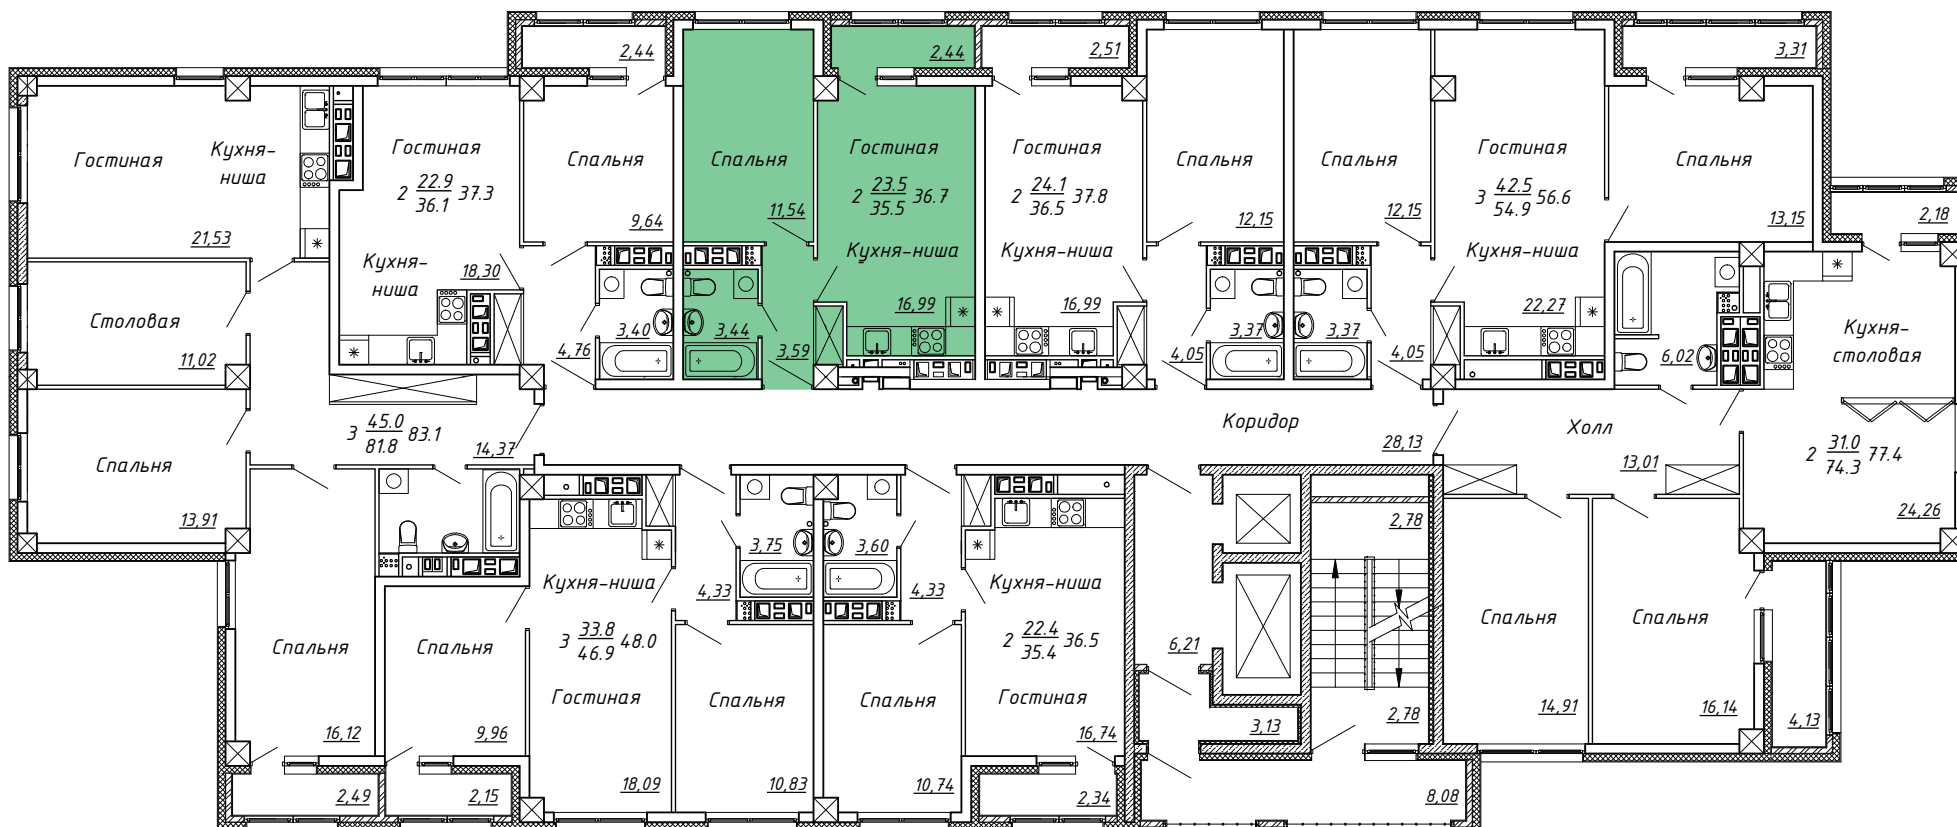 2,44
2,44
2,51
3,31
Гостиная
Кухня-
ниша
21,53
Гостиная
2 22.9 37.3
36.1
Кухня-
ниша
18,30
Спальня
9,64
Спальня
11,54
Гостиная
2 23.5 36.7
35.5
Кухня-ниша
16,99
Гостиная
2 24.1 37.8
36.5
Кухня-ниша
16,99
Спальня
12,15
Спальня
12,15
Гостиная
3 42.5 56.6
54.9
Кухня-ниша
22,27
Спальня
13,15
2,18
Столовая
11,02
4,76
3,40
3,44
3,59
4,05
3,37
3,37
4,05
6,02
Кухня-
столовая
Спальня
13,91
3 45.0 83.1
81.8
14,37
Коридор
28,13
Холл
13,01
2 31.0 77.4
74.3
24,26
Спальня
16,12
Спальня
9,96
Кухня-ниша
3 33.8 48.0
46.9
Гостиная
18,09
4,33
3,75
3,60
4,33
Спальня
10,83
Спальня
10,74
Кухня-ниша
2 22.4 36.5
35.4
Гостиная
16,74
6,21
3,13
2,78
2,78
Спальня
14,91
Спальня
16,14
4,13
2,49
2,15
2,34
8,08